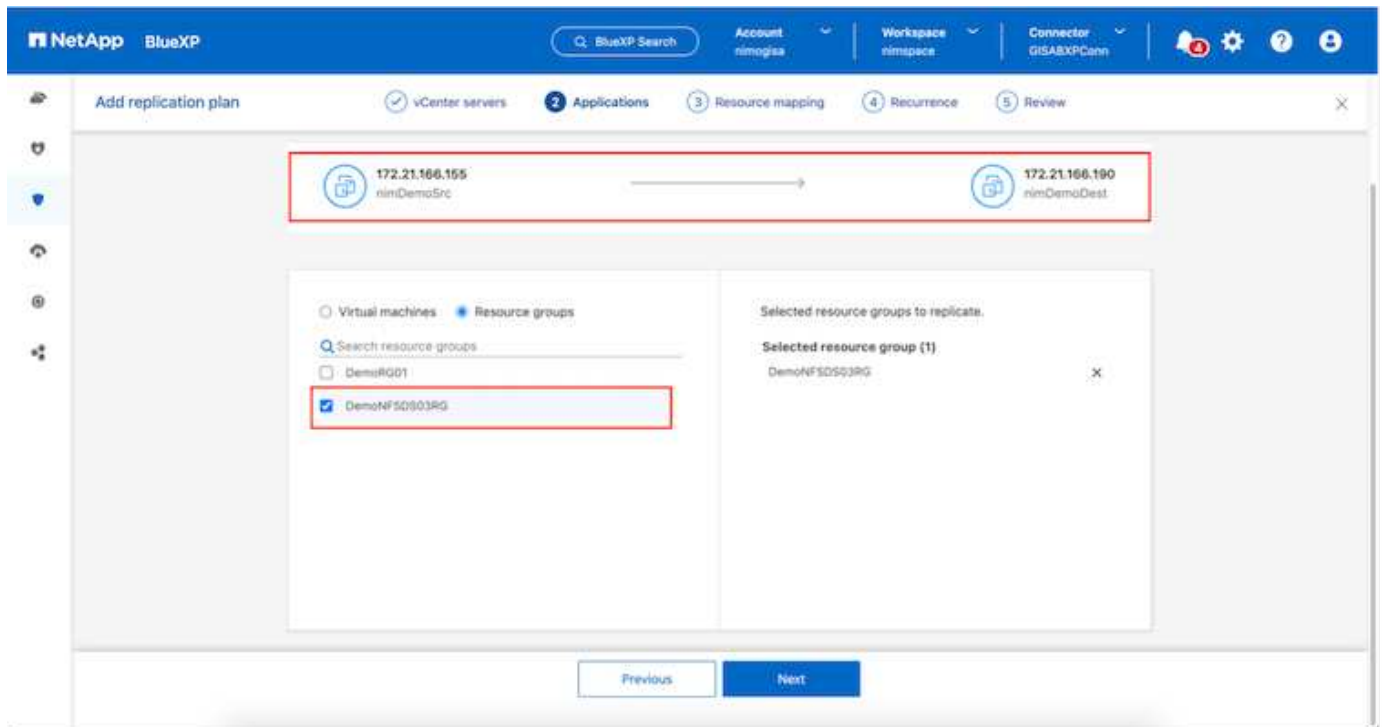 NetApp BlueXP
BlueXP Search
Account
nimogisa
Workspace
nimspace
Connector
GISABXPConn
4
Add replication plan
vCenter servers
2 Applications
3 Resource mapping
4 Recurrence
5 Review
172.21.166.155
nimDemoSrc
172.21.166.190
nimDemoDest
Virtual machines
Resource groups
Search resource groups
DemoRG01
DemoNFSDS03RG
Selected resource groups to replicate.
Selected resource group (1)
DemoNFSDS03RG
Previous
Next